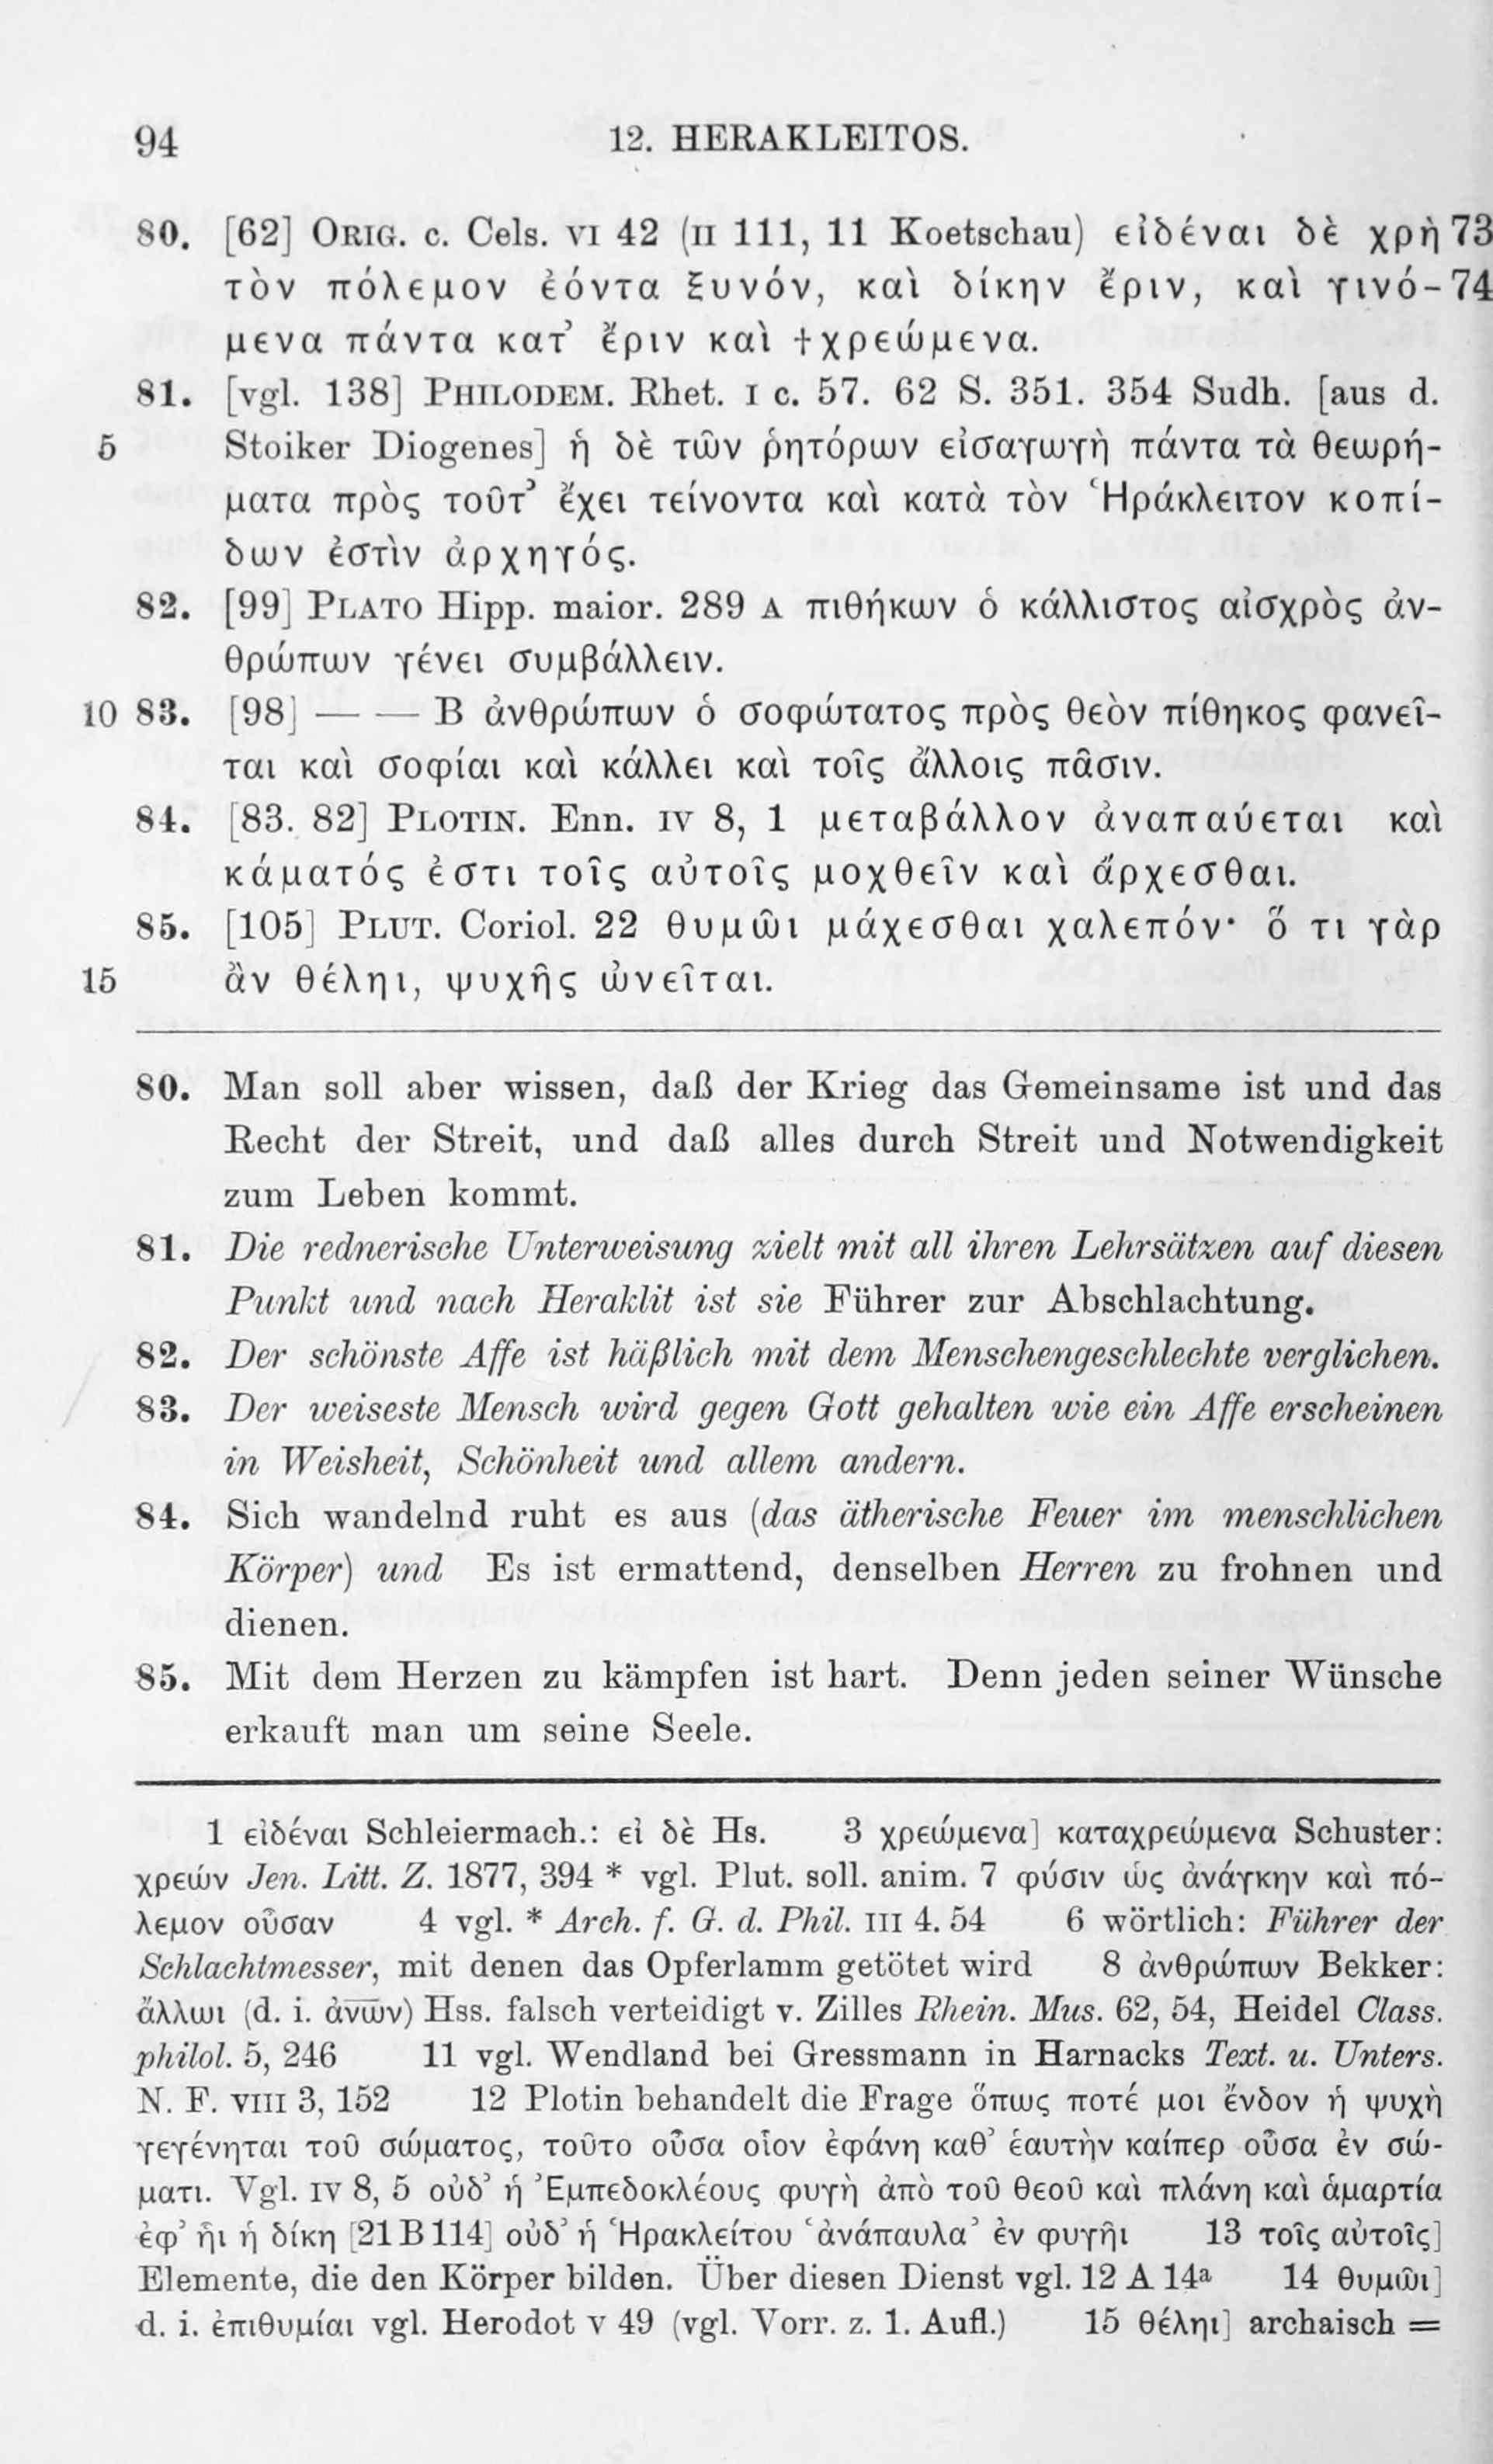 94 12. HERAKLEITOS.
80. [62] ORIG. c. Cels. VI 42 (II 111, 11 Koetschau) εἰδέναι δὲ χρὴ 73
τὸν πόλεμον ἐόντα ξυνόν, καὶ δίκην ἔριν, καὶ γινό- 74
μενα πάντα κατ᾽ ἔριν καὶ †χρεώμενα.
81. [vgl. 138] PHILODEM. Rhet. I c. 57. 62 S. 351. 354 Sudh. [aus d.
5 Stoiker Diogenes] ἡ δὲ τῶν ῥητόρων εἰσαγωγὴ πάντα τὰ θεωρή-
ματα πρὸς τοῦτ᾽ ἔχει τείνοντα καὶ κατὰ τὸν Ἡράκλειτον κοπί-
δων ἐστὶν ἀρχηγός.
82. [99] PLATO Hipp. maior. 289 A πιθήκων ὁ κάλλιστος αἰσχρὸς ἀν-
θρώπων γένει συμβάλλειν.
10 83. [98] — — B ἀνθρώπων ὁ σοφώτατος πρὸς θεὸν πίθηκος φανεῖ-
ται καὶ σοφίαι καὶ κάλλει καὶ τοῖς ἄλλοις πᾶσιν.
84. [83. 82] PLOTIN. Enn. IV 8, 1 μεταβάλλον ἀναπαύεται καὶ
κάματός ἐστι τοῖς αὐτοῖς μοχθεῖν καὶ ἄρχεσθαι.
85. [105] PLUT. Coriol. 22 θυμῶι μάχεσθαι χαλεπόν· ὅ τι γὰρ
15 ἂν θέληι, ψυχῆς ὠνεῖται.
80. Man soll aber wissen, daß der Krieg das Gemeinsame ist und das
Recht der Streit, und daß alles durch Streit und Notwendigkeit
zum Leben kommt.
81. Die rednerische Unterweisung zielt mit all ihren Lehrsätzen auf diesen
Punkt und nach Heraklit ist sie Führer zur Abschlachtung.
82. Der schönste Affe ist häßlich mit dem Menschengeschlechte verglichen.
83. Der weiseste Mensch wird gegen Gott gehalten wie ein Affe erscheinen
in Weisheit, Schönheit und allem andern.
84. Sich wandelnd ruht es aus (das ätherische Feuer im menschlichen
Körper) und Es ist ermattend, denselben Herren zu frohnen und
dienen.
85. Mit dem Herzen zu kämpfen ist hart. Denn jeden seiner Wünsche
erkauft man um seine Seele.
1 εἰδέναι Schleiermach.: εἰ δὲ Hs. 3 χρεώμενα] καταχρεώμενα Schuster:
χρεών Jen. Litt. Z. 1877, 394 * vgl. Plut. soll. anim. 7 φύσιν ὡς ἀνάγκην καὶ πό-
λεμον οὖσαν 4 vgl. * Arch. f. G. d. Phil. III 4. 54 6 wörtlich: Führer der
Schlachtmesser, mit denen das Opferlamm getötet wird 8 ἀνθρώπων Bekker:
ἄλλωι (d. i. ἀν̅ω̅ν) Hss. falsch verteidigt v. Zilles Rhein. Mus. 62, 54, Heidel Class.
philol. 5, 246 11 vgl. Wendland bei Gressmann in Harnacks Text. u. Unters.
N. F. VIII 3, 152 12 Plotin behandelt die Frage ὅπως ποτέ μοι ἔνδον ἡ ψυχὴ
γεγένηται τοῦ σώματος, τοῦτο οὖσα οἷον ἐφάνη καθ᾽ ἑαυτὴν καίπερ οὖσα ἐν σώ-
ματι. Vgl. IV 8, 5 οὐδ᾽ ἡ Ἐμπεδοκλέους φυγὴ ἀπὸ τοῦ θεοῦ καὶ πλάνη καὶ ἁμαρτία
ἐφ᾽ ἧι ἡ δίκη [21 B 114] οὐδ᾽ ἡ Ἡρακλείτου ‘ἀνάπαυλα’ ἐν φυγῆι 13 τοῖς αὐτοῖς]
Elemente, die den Körper bilden. Über diesen Dienst vgl. 12 A 14ᵃ 14 θυμῶι]
d. i. ἐπιθυμίαι vgl. Herodot V 49 (vgl. Vorr. z. 1. Aufl.) 15 θέληι] archaisch =